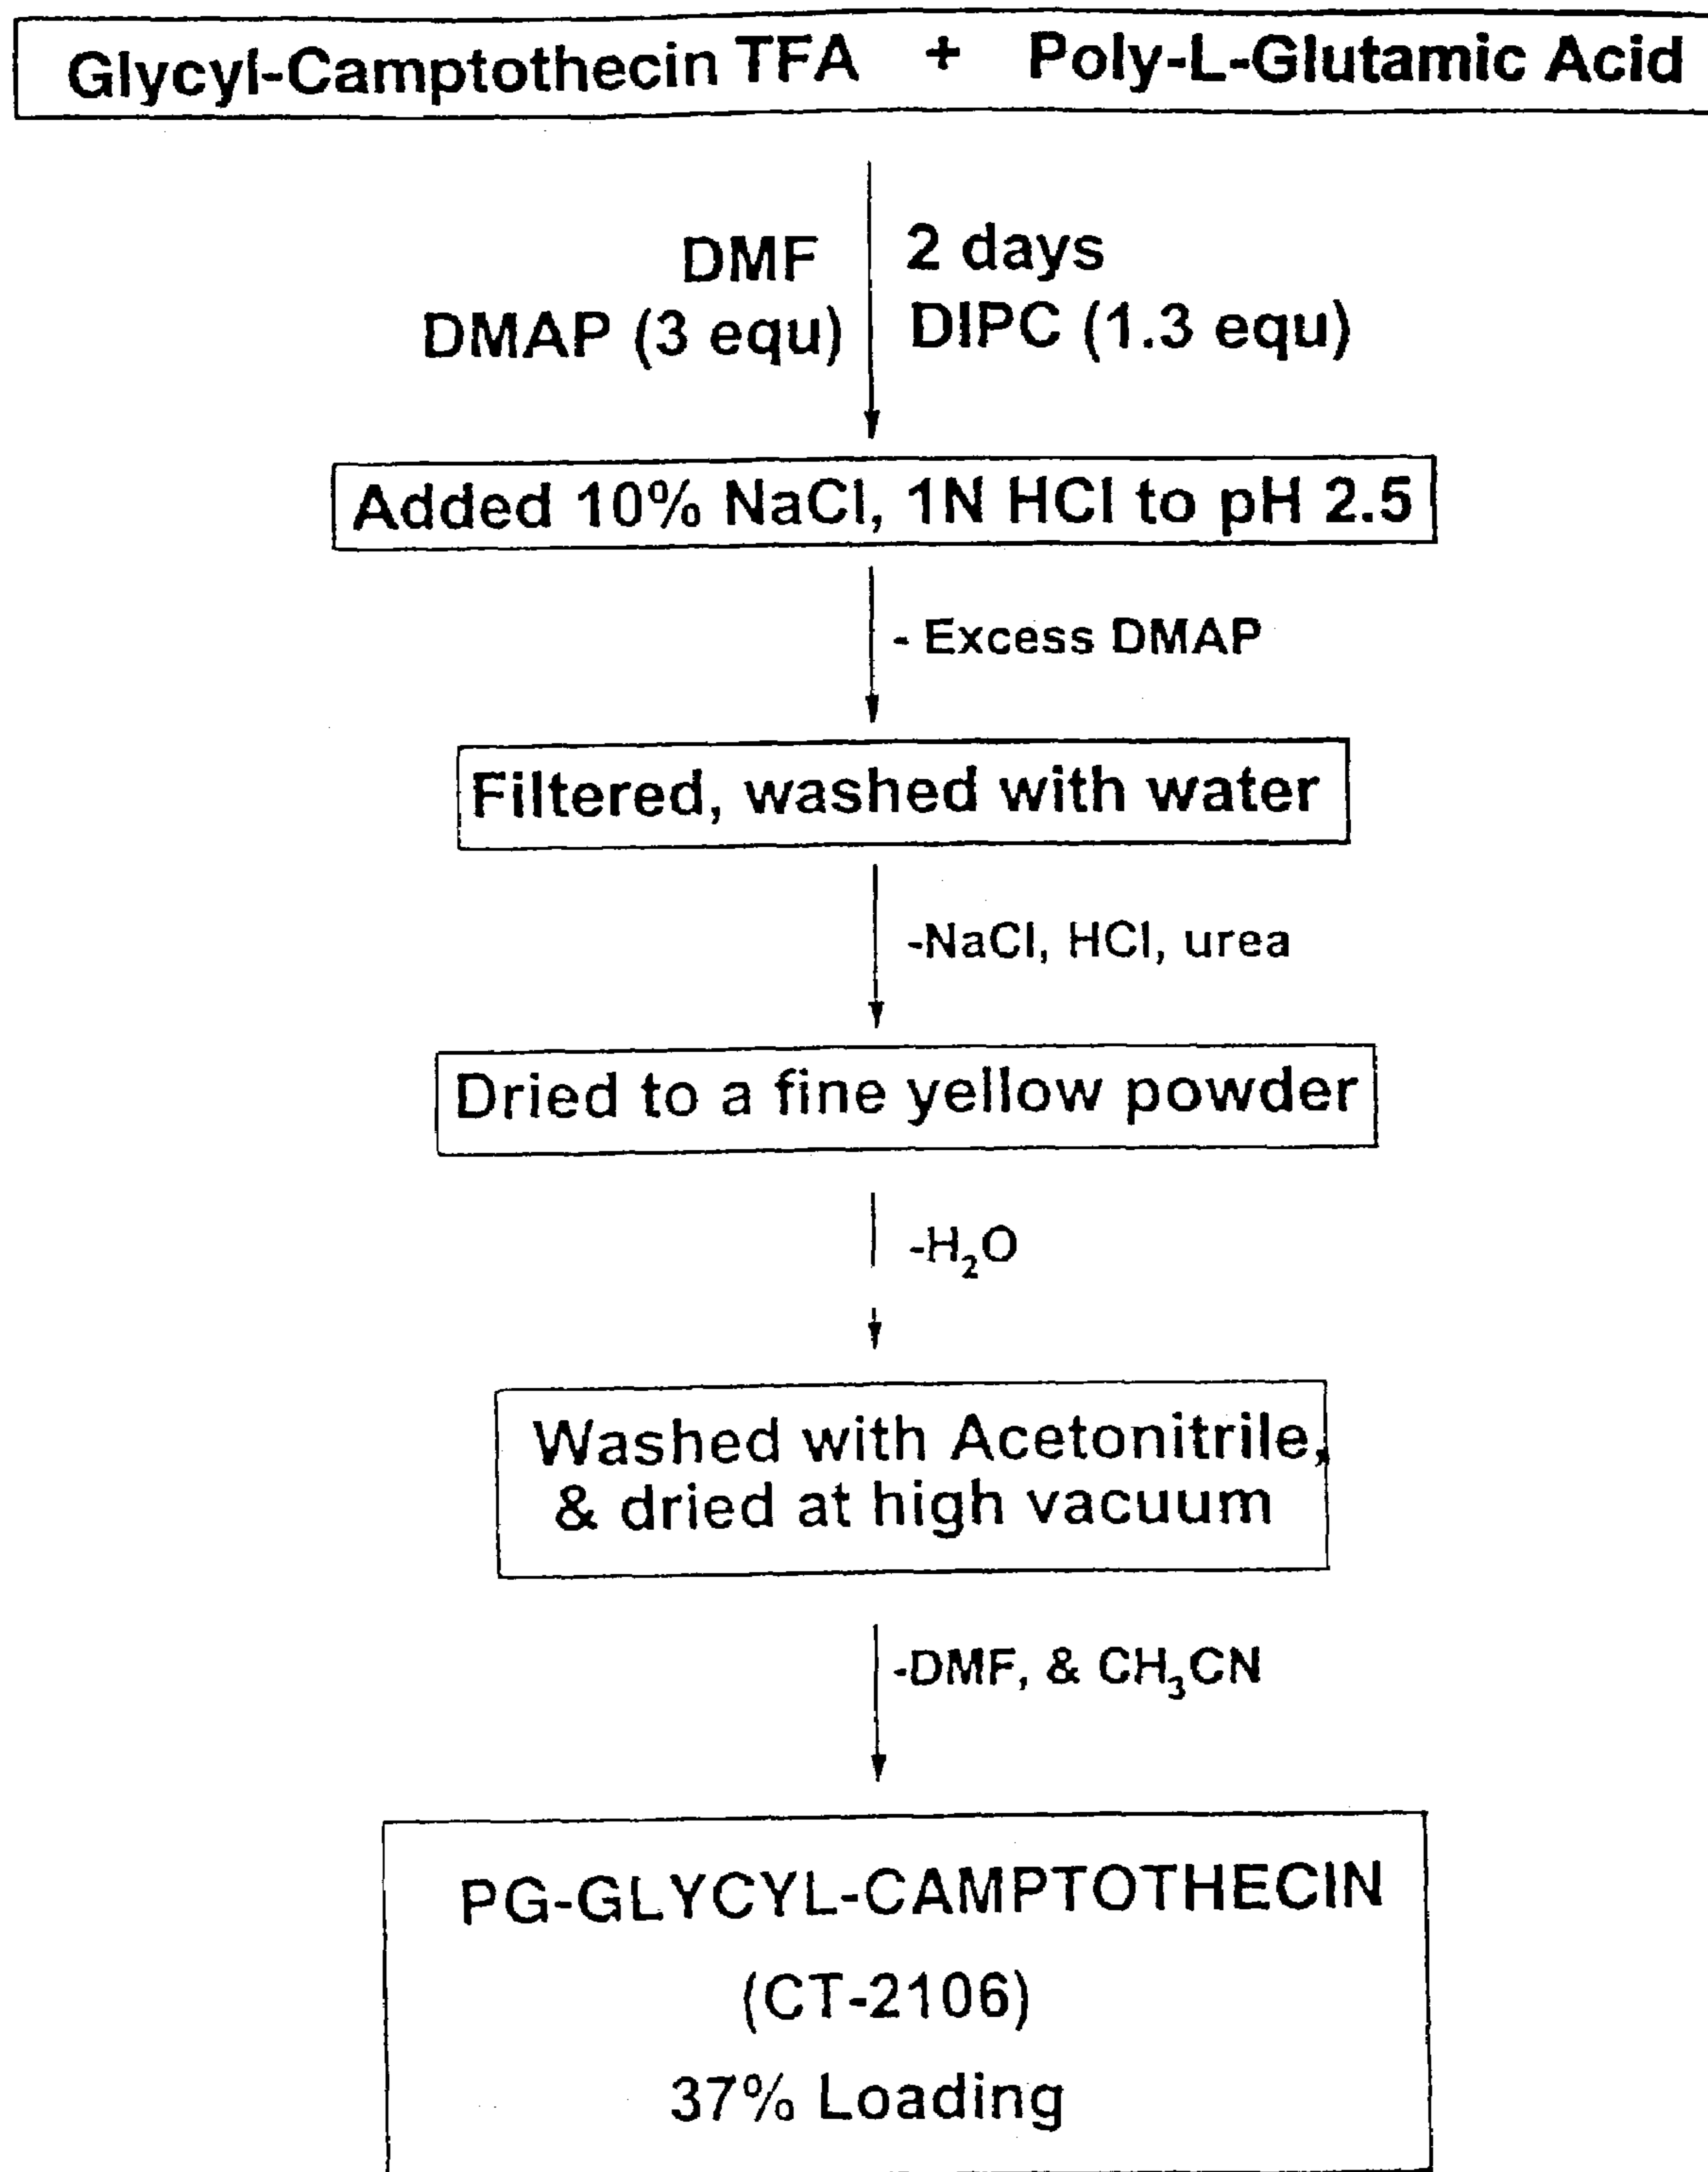 Glycyl-Camptothecin TFA + Poly-L-Glutamic Acid
DMF 2 days
DMAP (3 equ) DIPC (1.3 equ)
Added 10% NaCl, 1N HCl to pH 2.5
- Excess DMAP
Filtered, washed with water
-NaCl, HCl, urea
Dried to a fine yellow powder
-H₂O
Washed with Acetonitrile,
& dried at high vacuum
-DMF, & CH₃CN
PG-GLYCYL-CAMPTOTHECIN
(CT-2106)
37% Loading